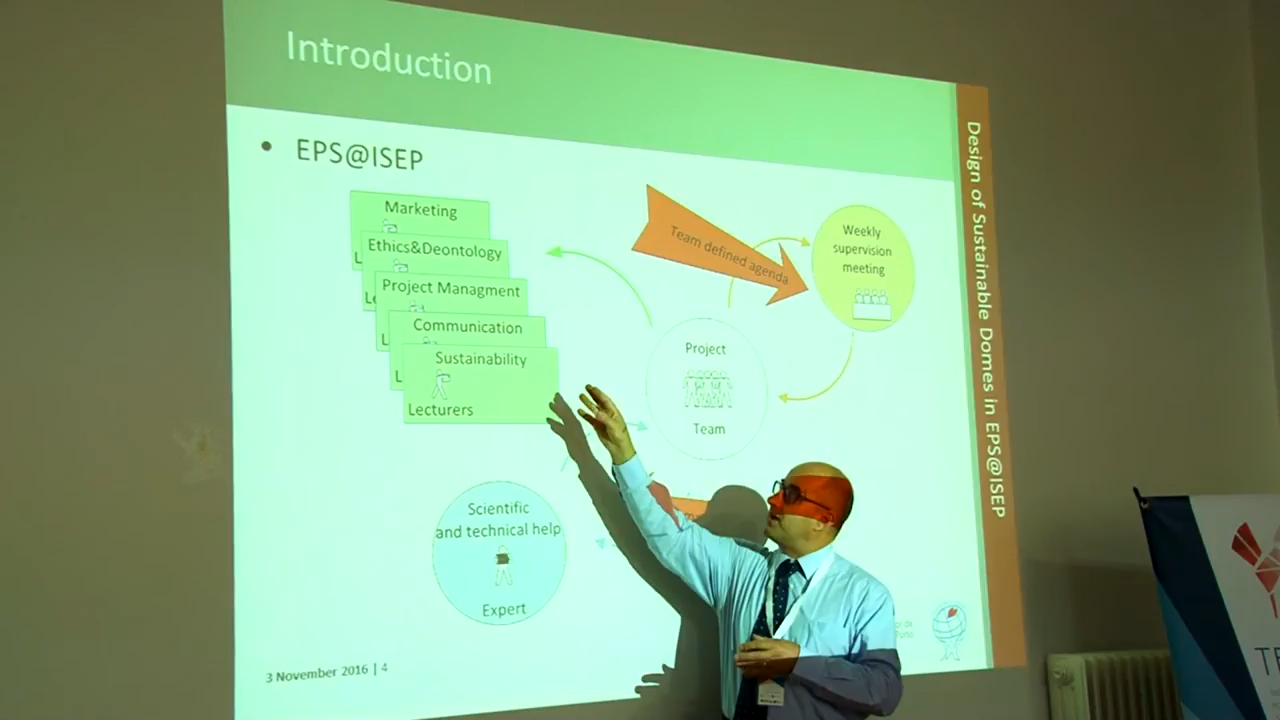 Introduction
• EPS@ISEP
Marketing
Ethics&Deontology
Project Managment
Communication
Sustainability
Lecturers
Team defined agenda
Weekly
supervision
meeting
Project
Team
Scientific
and technical help
Expert
3 November 2016 | 4
Design of Sustainable Domes in EPS@ISEP